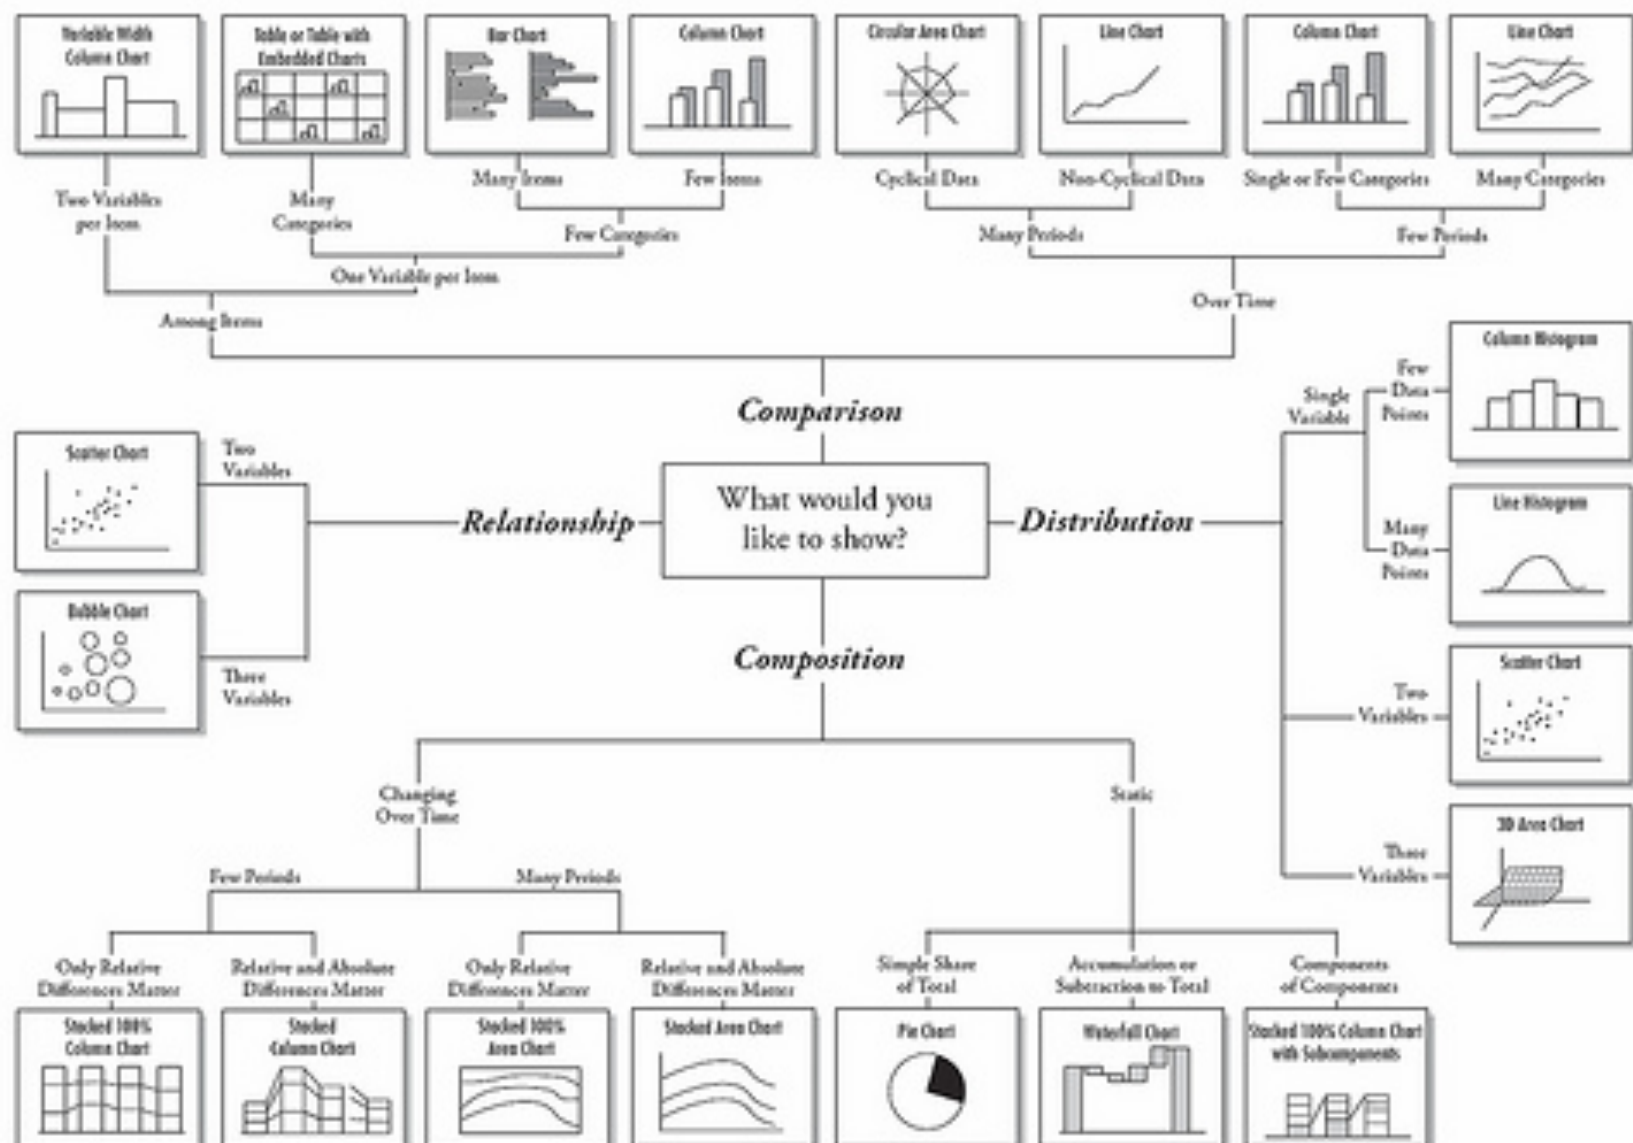 Variable Width
Column Chart
Table or Table with
Embedded Charts
Bar Chart
Column Chart
Circular Area Chart
Line Chart
Column Chart
Line Chart
Two Variables
per Item
Many
Categories
Many Items
Few Items
Cyclical Data
Non-Cyclical Data
Single or Few Categories
Many Categories
Few Categories
Many Periods
Few Periods
One Variable per Item
Among Items
Over Time
Comparison
What would you
like to show?
Relationship
Two
Variables
Scatter Chart
Three
Variables
Bubble Chart
Distribution
Single
Variable
Few
Data
Points
Column Histogram
Many
Data
Points
Line Histogram
Two
Variables
Scatter Chart
Three
Variables
3D Area Chart
Composition
Changing
Over Time
Static
Few Periods
Many Periods
Only Relative
Differences Matter
Relative and Absolute
Differences Matter
Only Relative
Differences Matter
Relative and Absolute
Differences Matter
Simple Share
of Total
Accumulation or
Subtraction to Total
Components
of Components
Stacked 100%
Column Chart
Stacked
Column Chart
Stacked 100%
Area Chart
Stacked Area Chart
Pie Chart
Waterfall Chart
Stacked 100% Column Chart
with Subcomponents